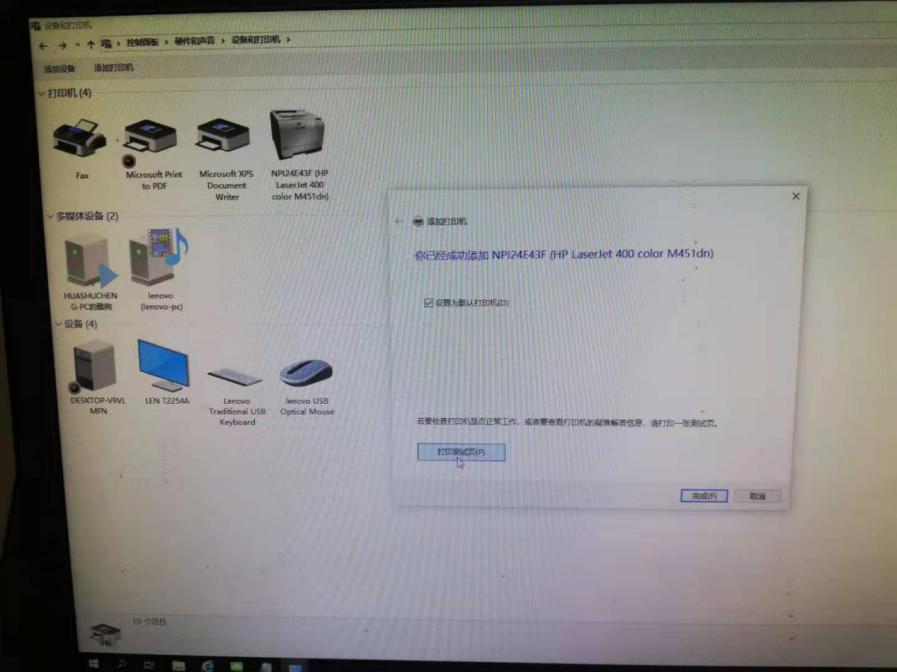 设备和打印机
控制面板 › 硬件和声音 › 设备和打印机 ›
添加设备 添加打印机
打印机 (4)
Fax
Microsoft Print
to PDF
Microsoft XPS
Document
Writer
NPI24E43F (HP
LaserJet 400
color M451dn)
多媒体设备 (2)
HUASHUCHEN
G-PC的酷狗
lenovo
(lenovo-pc)
设备 (4)
DESKTOP-V9VL
MFN
LEN T2254A
Lenovo
Traditional USB
Keyboard
lenovo USB
Optical Mouse
添加打印机
你已经成功添加 NPI24E43F (HP LaserJet 400 color M451dn)
设置为默认打印机(D)
若要检查打印机是否正常工作，或者要查看打印机的疑难解答信息，请打印一张测试页。
打印测试页(P)
完成(F) 取消
10 个项目